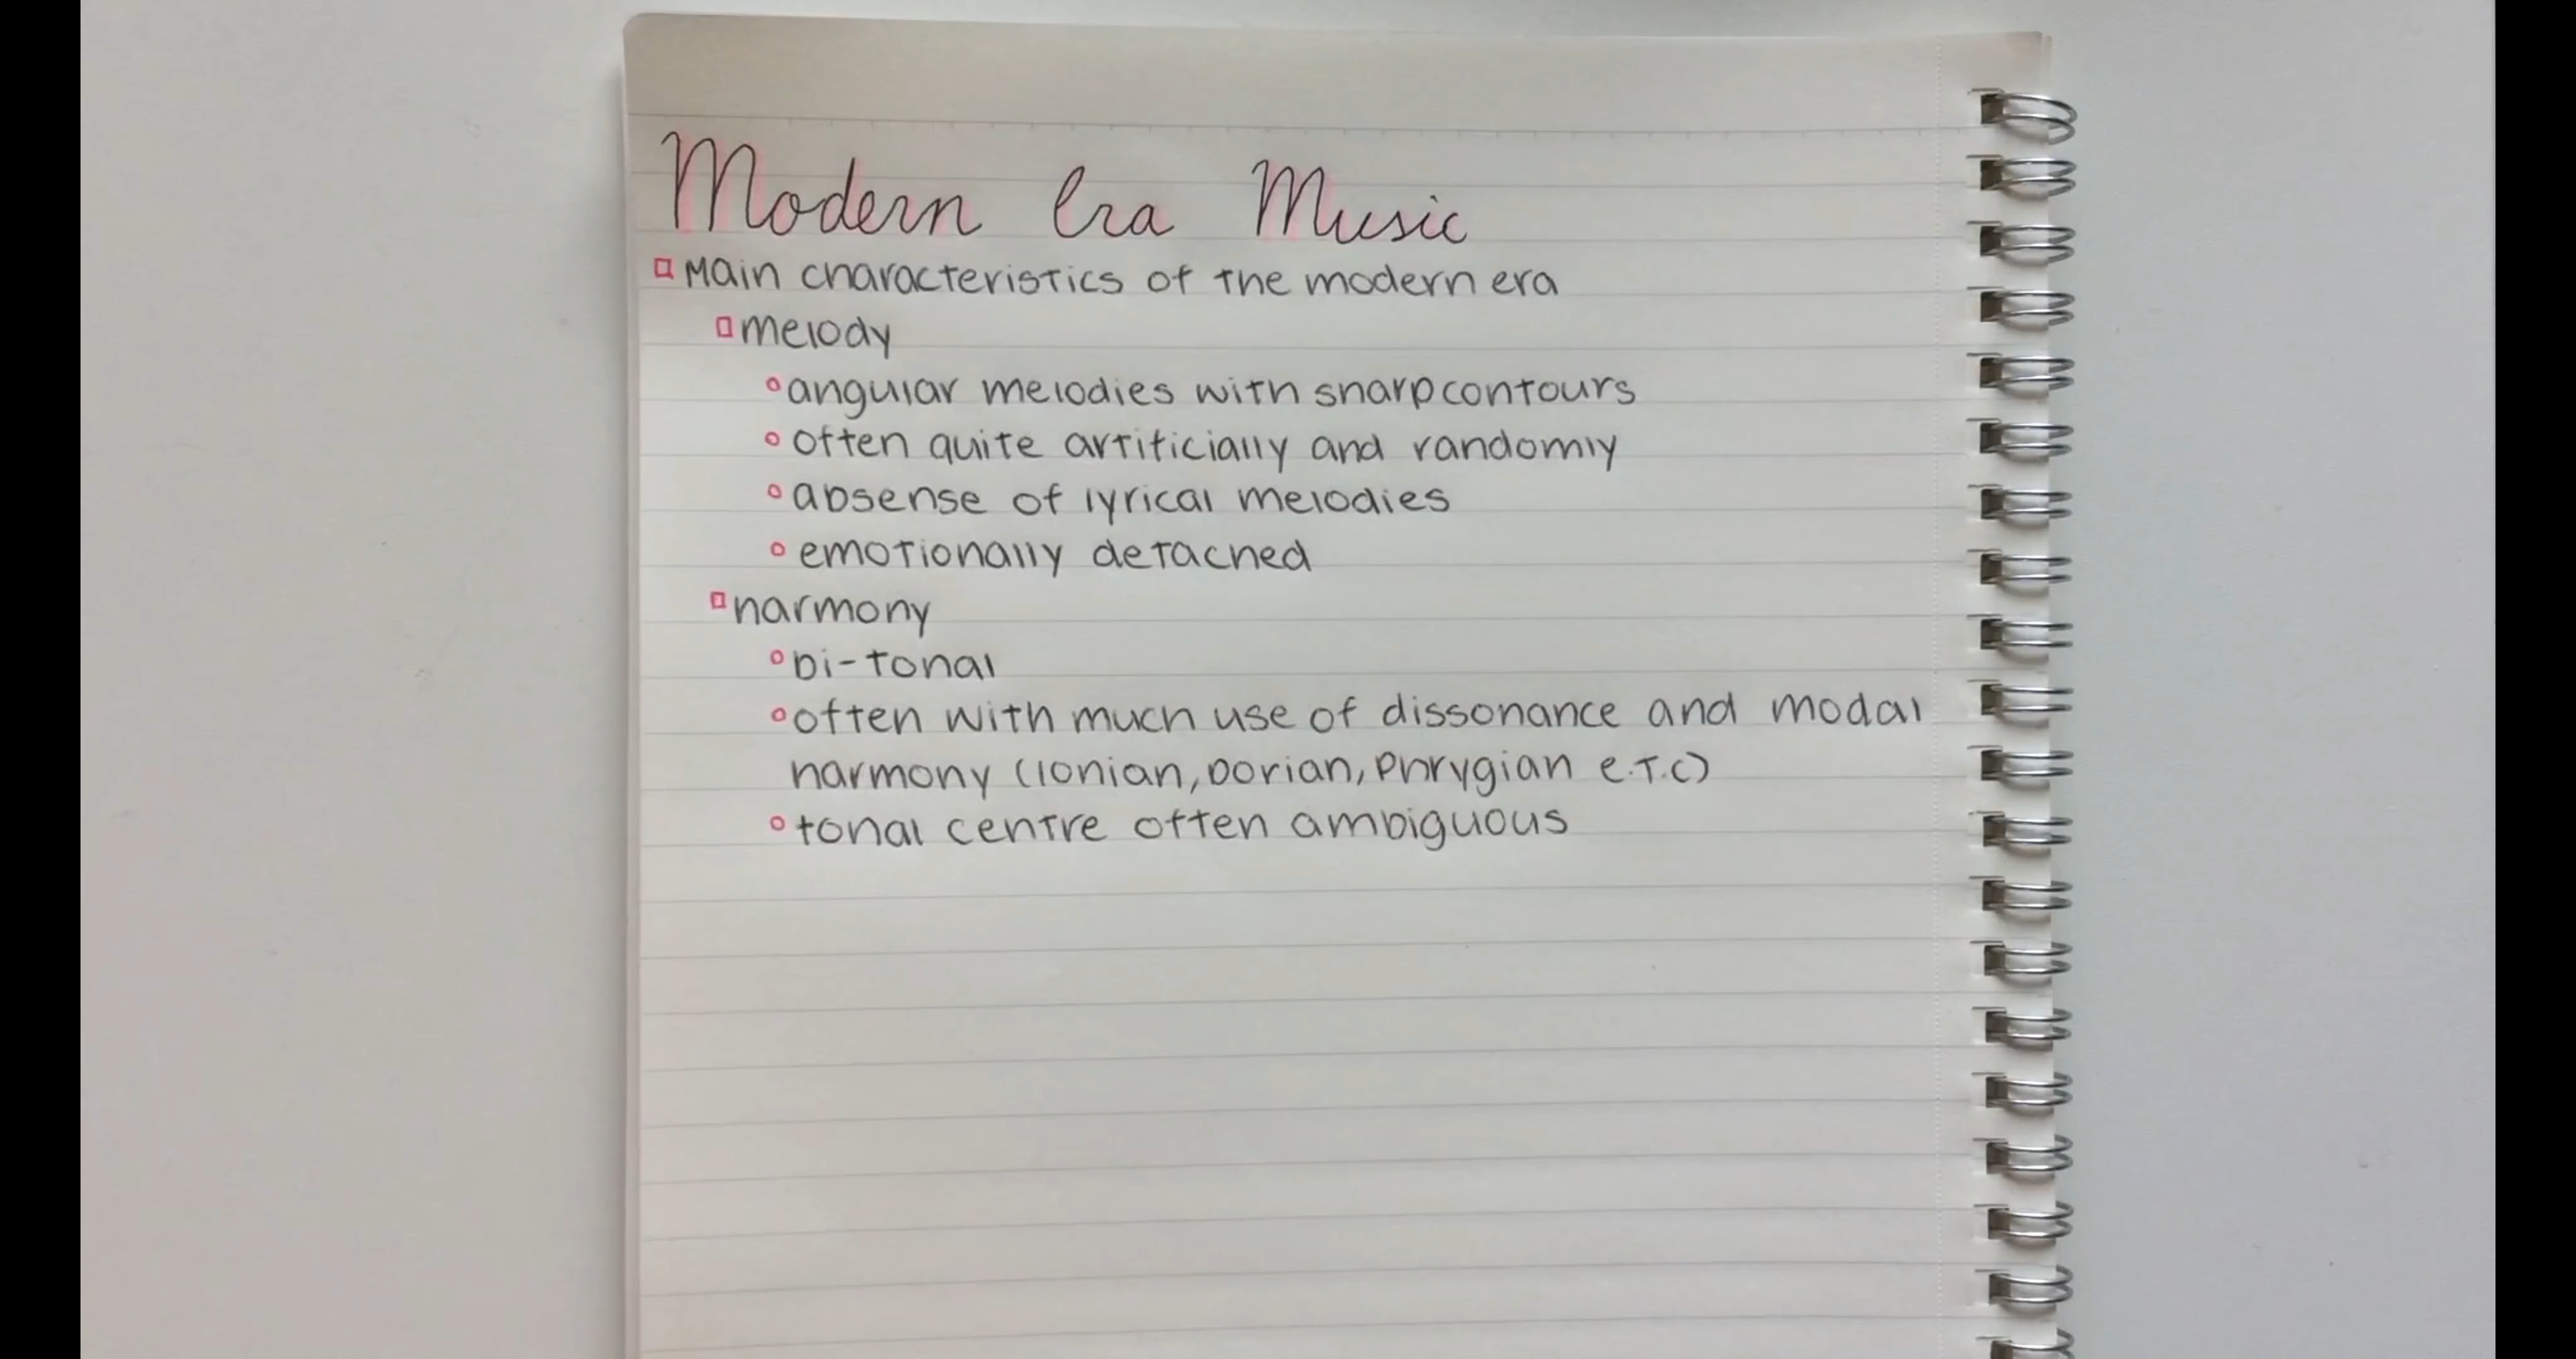 Modern Era Music
Main characteristics of the modern era
melody
angular melodies with sharp contours
often quite artificially and randomly
absense of lyrical melodies
emotionally detached
harmony
bi-tonal
often with much use of dissonance and modal
harmony (Ionian, Dorian, Phrygian e.t.c)
tonal centre often ambiguous